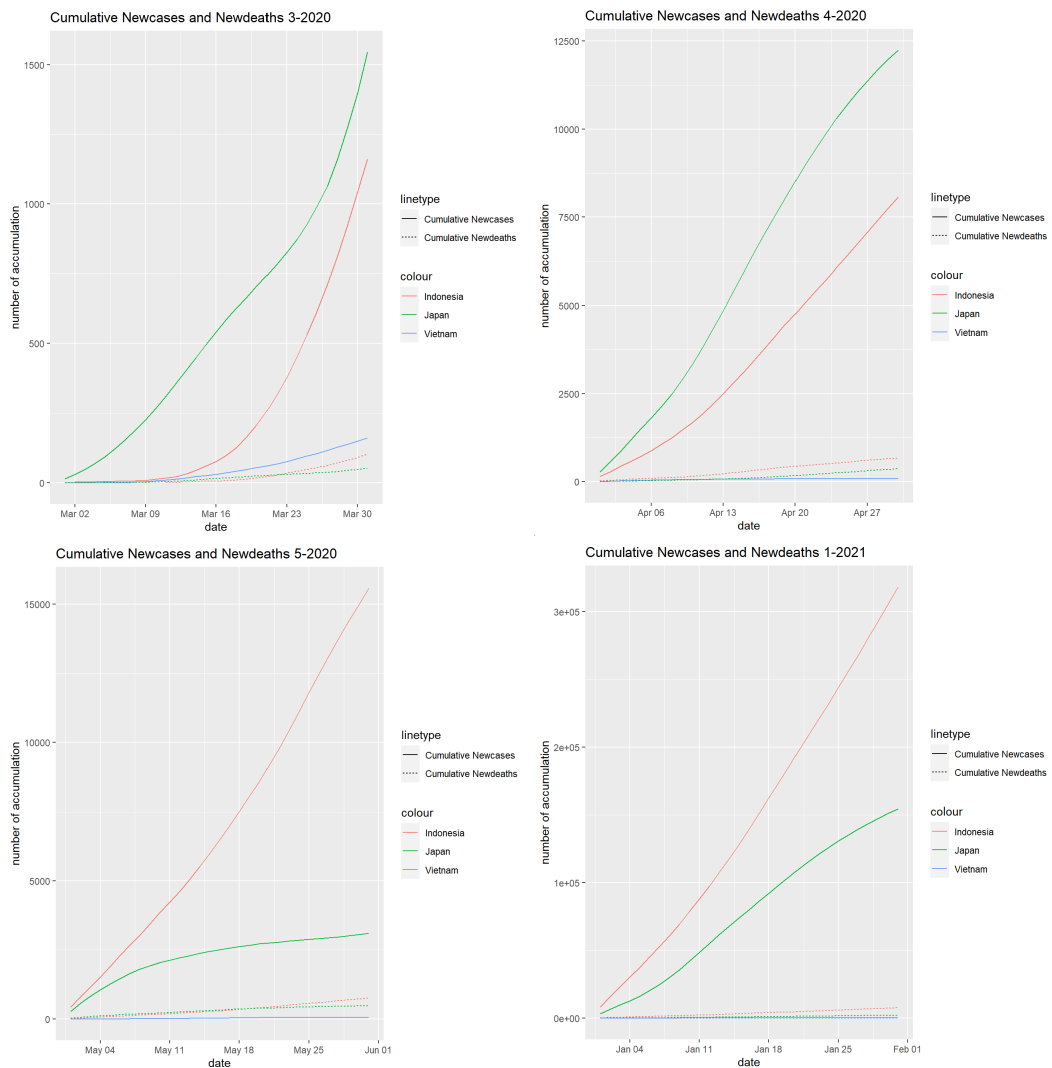 Cumulative Newcases and Newdeaths 3-2020
1500
1000
500
0
number of accumulation
Mar 02
Mar 09
Mar 16
Mar 23
Mar 30
date
linetype
Cumulative Newcases
Cumulative Newdeaths
colour
Indonesia
Japan
Vietnam
Cumulative Newcases and Newdeaths 4-2020
12500
10000
7500
5000
2500
0
number of accumulation
Apr 06
Apr 13
Apr 20
Apr 27
date
linetype
Cumulative Newcases
Cumulative Newdeaths
colour
Indonesia
Japan
Vietnam
Cumulative Newcases and Newdeaths 5-2020
15000
10000
5000
0
number of accumulation
May 04
May 11
May 18
May 25
Jun 01
date
linetype
Cumulative Newcases
Cumulative Newdeaths
colour
Indonesia
Japan
Vietnam
Cumulative Newcases and Newdeaths 1-2021
3e+05
2e+05
1e+05
0e+00
number of accumulation
Jan 04
Jan 11
Jan 18
Jan 25
Feb 01
date
linetype
Cumulative Newcases
Cumulative Newdeaths
colour
Indonesia
Japan
Vietnam